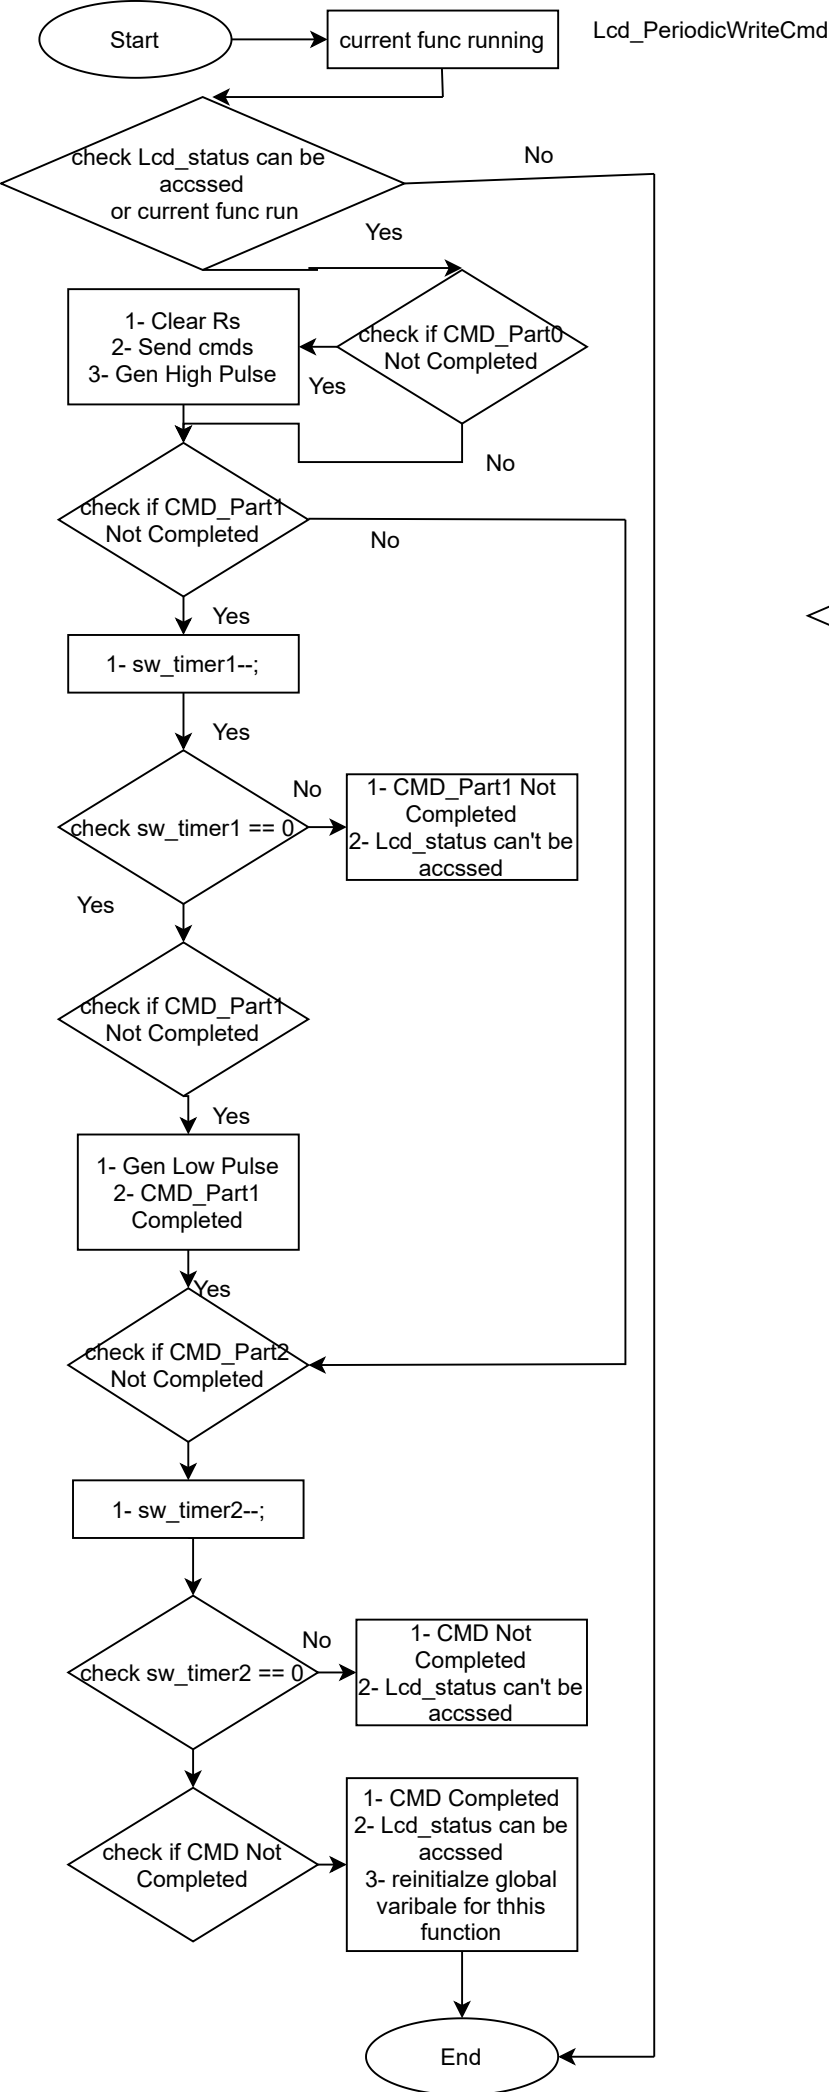 Start
current func running
Lcd_PeriodicWriteCmd
check Lcd_status can be
accssed
or current func run
No
Yes
check if CMD_Part0
Not Completed
1- Clear Rs
2- Send cmds
3- Gen High Pulse
Yes
No
check if CMD_Part1
Not Completed
No
Yes
1- sw_timer1--;
Yes
No
check sw_timer1 == 0
1- CMD_Part1 Not
Completed
2- Lcd_status can't be
accssed
Yes
check if CMD_Part1
Not Completed
Yes
1- Gen Low Pulse
2- CMD_Part1
Completed
Yes
check if CMD_Part2
Not Completed
1- sw_timer2--;
No
check sw_timer2 == 0
1- CMD Not
Completed
2- Lcd_status can't be
accssed
check if CMD Not
Completed
1- CMD Completed
2- Lcd_status can be
accssed
3- reinitialze global
varibale for thhis
function
End